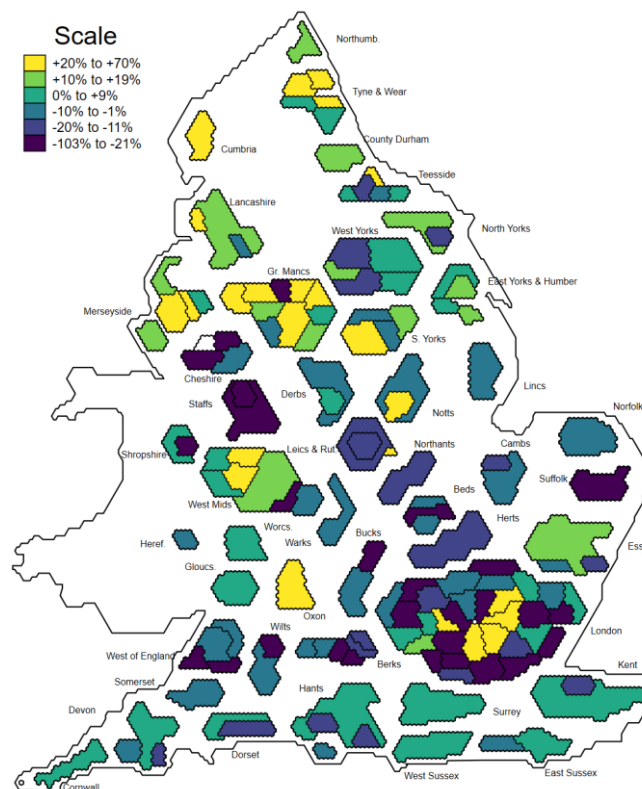 Scale
+20% to +70%
+10% to +19%
0% to +9%
-10% to -1%
-20% to -11%
-103% to -21%
Northumb.
Tyne & Wear
Cumbria
County Durham
Teesside
Lancashire
North Yorks
West Yorks
Gr. Mancs
East Yorks & Humber
Merseyside
S. Yorks
Cheshire
Lincs
Staffs
Derbs
Notts
Norfolk
Shropshire
Leics & Rut
Northants
Cambs
Suffolk
Beds
West Mids
Herts
Worcs.
Warks
Bucks
Ess
Heref.
Gloucs.
Oxon
Wilts
London
West of England
Berks
Kent
Somerset
Hants
Surrey
Devon
Dorset
West Sussex
East Sussex
Cornwall